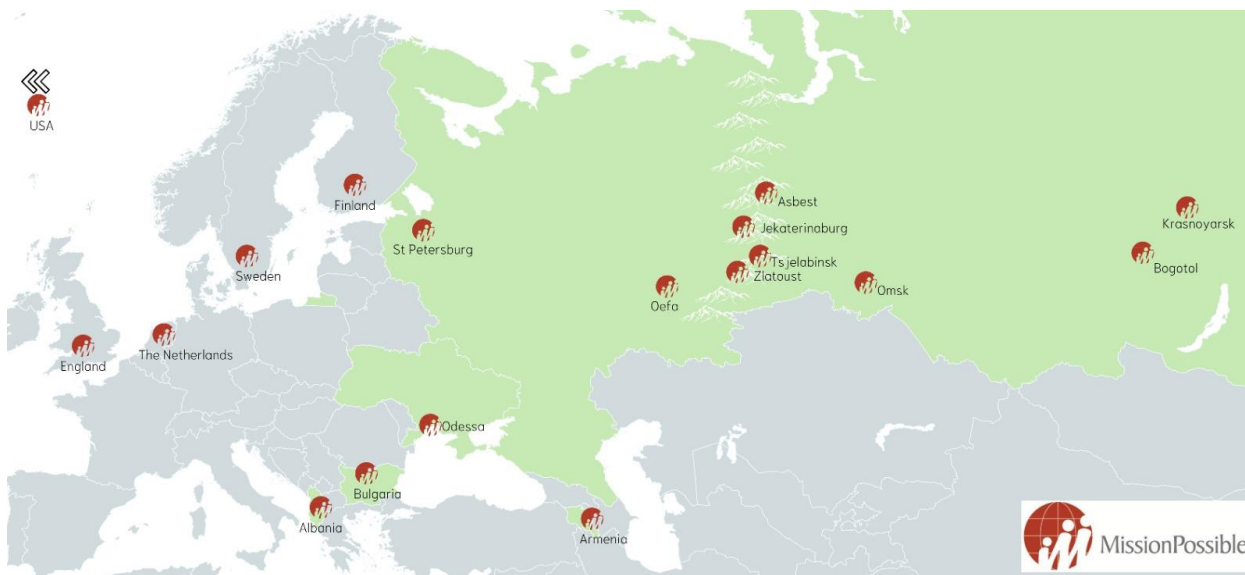 USA
Finland
Sweden
St Petersburg
England
The Netherlands
Odessa
Bulgaria
Albania
Armenia
Asbest
Jekaterinaburg
Tsjelabinsk
Zlatoust
Oefa
Omsk
Krasnoyarsk
Bogotol
MissionPossible